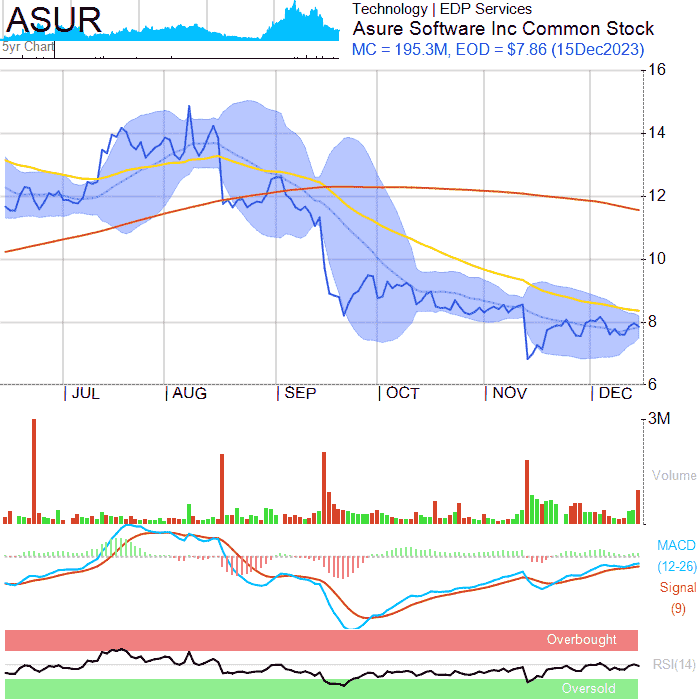 ASUR
5yr Chart
Technology | EDP Services
Asure Software Inc Common Stock
MC = 195.3M, EOD = $7.86 (15Dec2023)
16
14
12
10
8
6
| JUL | AUG | SEP | OCT | NOV | DEC
3M
Volume
MACD
(12-26)
Signal
(9)
Overbought
RSI(14)
Oversold